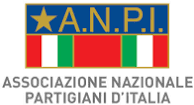 A.N.P.I.
ASSOCIAZIONE NAZIONALE
PARTIGIANI D'ITALIA